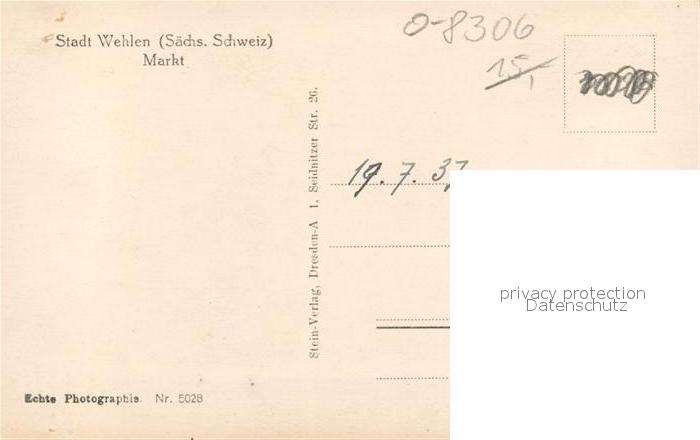 Stadt Wehlen (Sächs. Schweiz)
Markt
0-8306
15,
Stein-Verlag, Dresden-A 1, Seidnitzer Str. 26.
19. 7. 37
privacy protection
Datenschutz
Echte Photographie. Nr. 5028